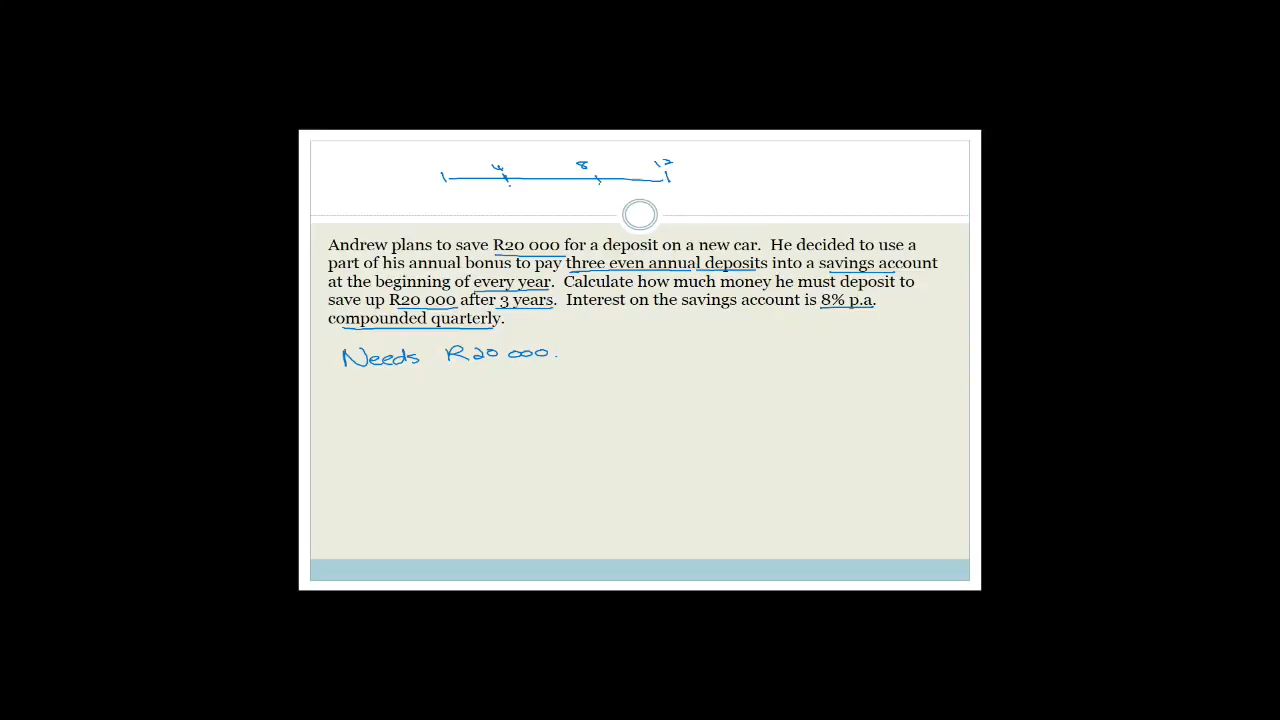 4 8 12
Andrew plans to save R20 000 for a deposit on a new car. He decided to use a
part of his annual bonus to pay three even annual deposits into a savings account
at the beginning of every year. Calculate how much money he must deposit to
save up R20 000 after 3 years. Interest on the savings account is 8% p.a.
compounded quarterly.
Needs R20 000.